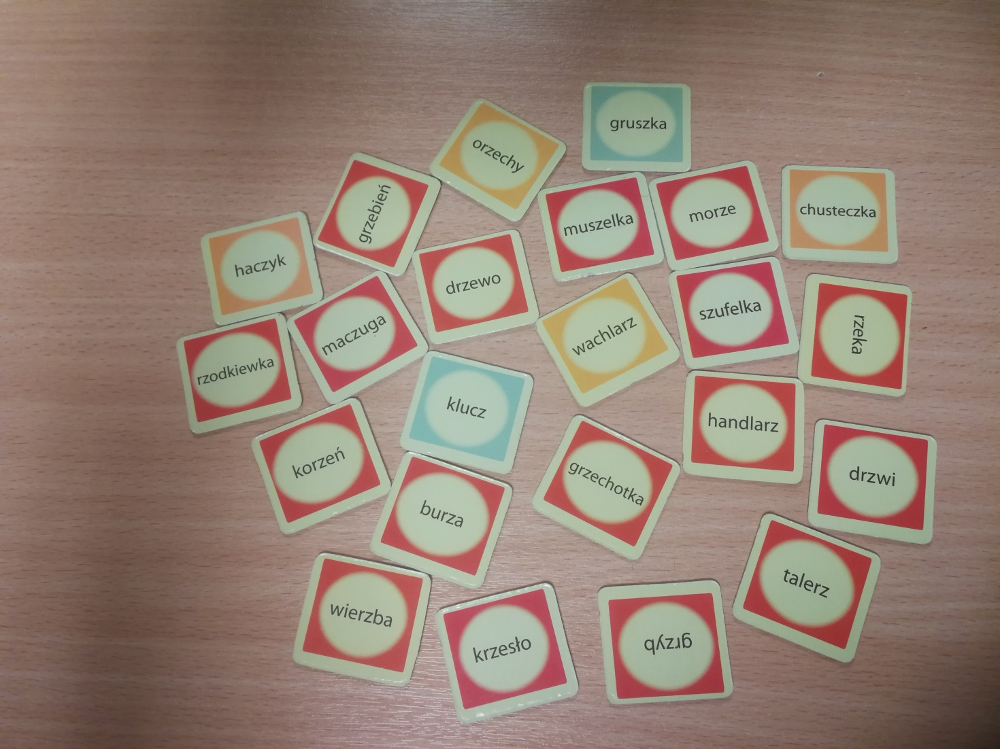 gruszka
orzechy
grzebień
muszelka
morze
chusteczka
haczyk
drzewo
maczuga
wachlarz
szufelka
rzeka
rzodkiewka
klucz
handlarz
korzeń
burza
grzechotka
drzwi
talerz
wierzba
krzesło
grzyb